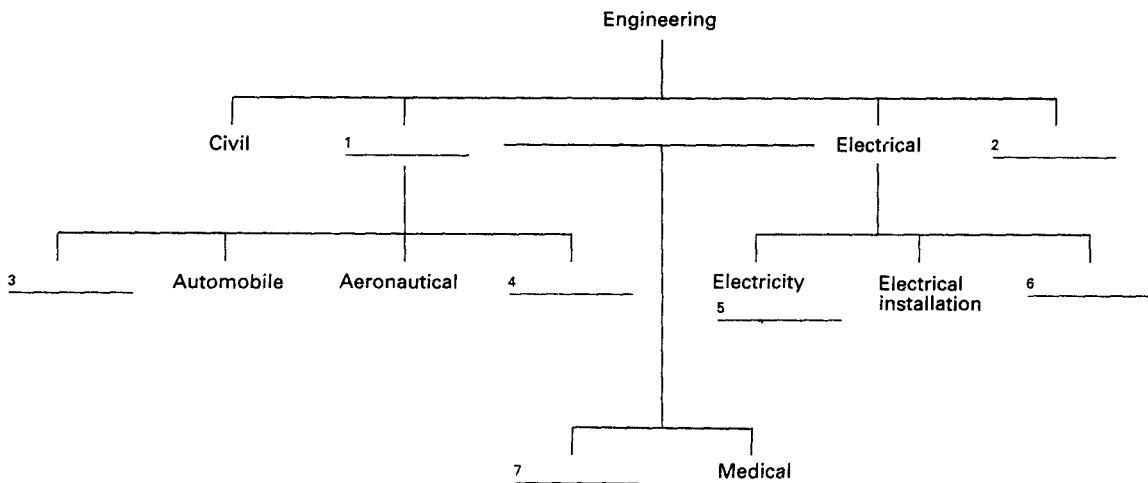 Engineering
Civil
1
Electrical
2
3
Automobile
Aeronautical
4
Electricity
5
Electrical
installation
6
7
Medical